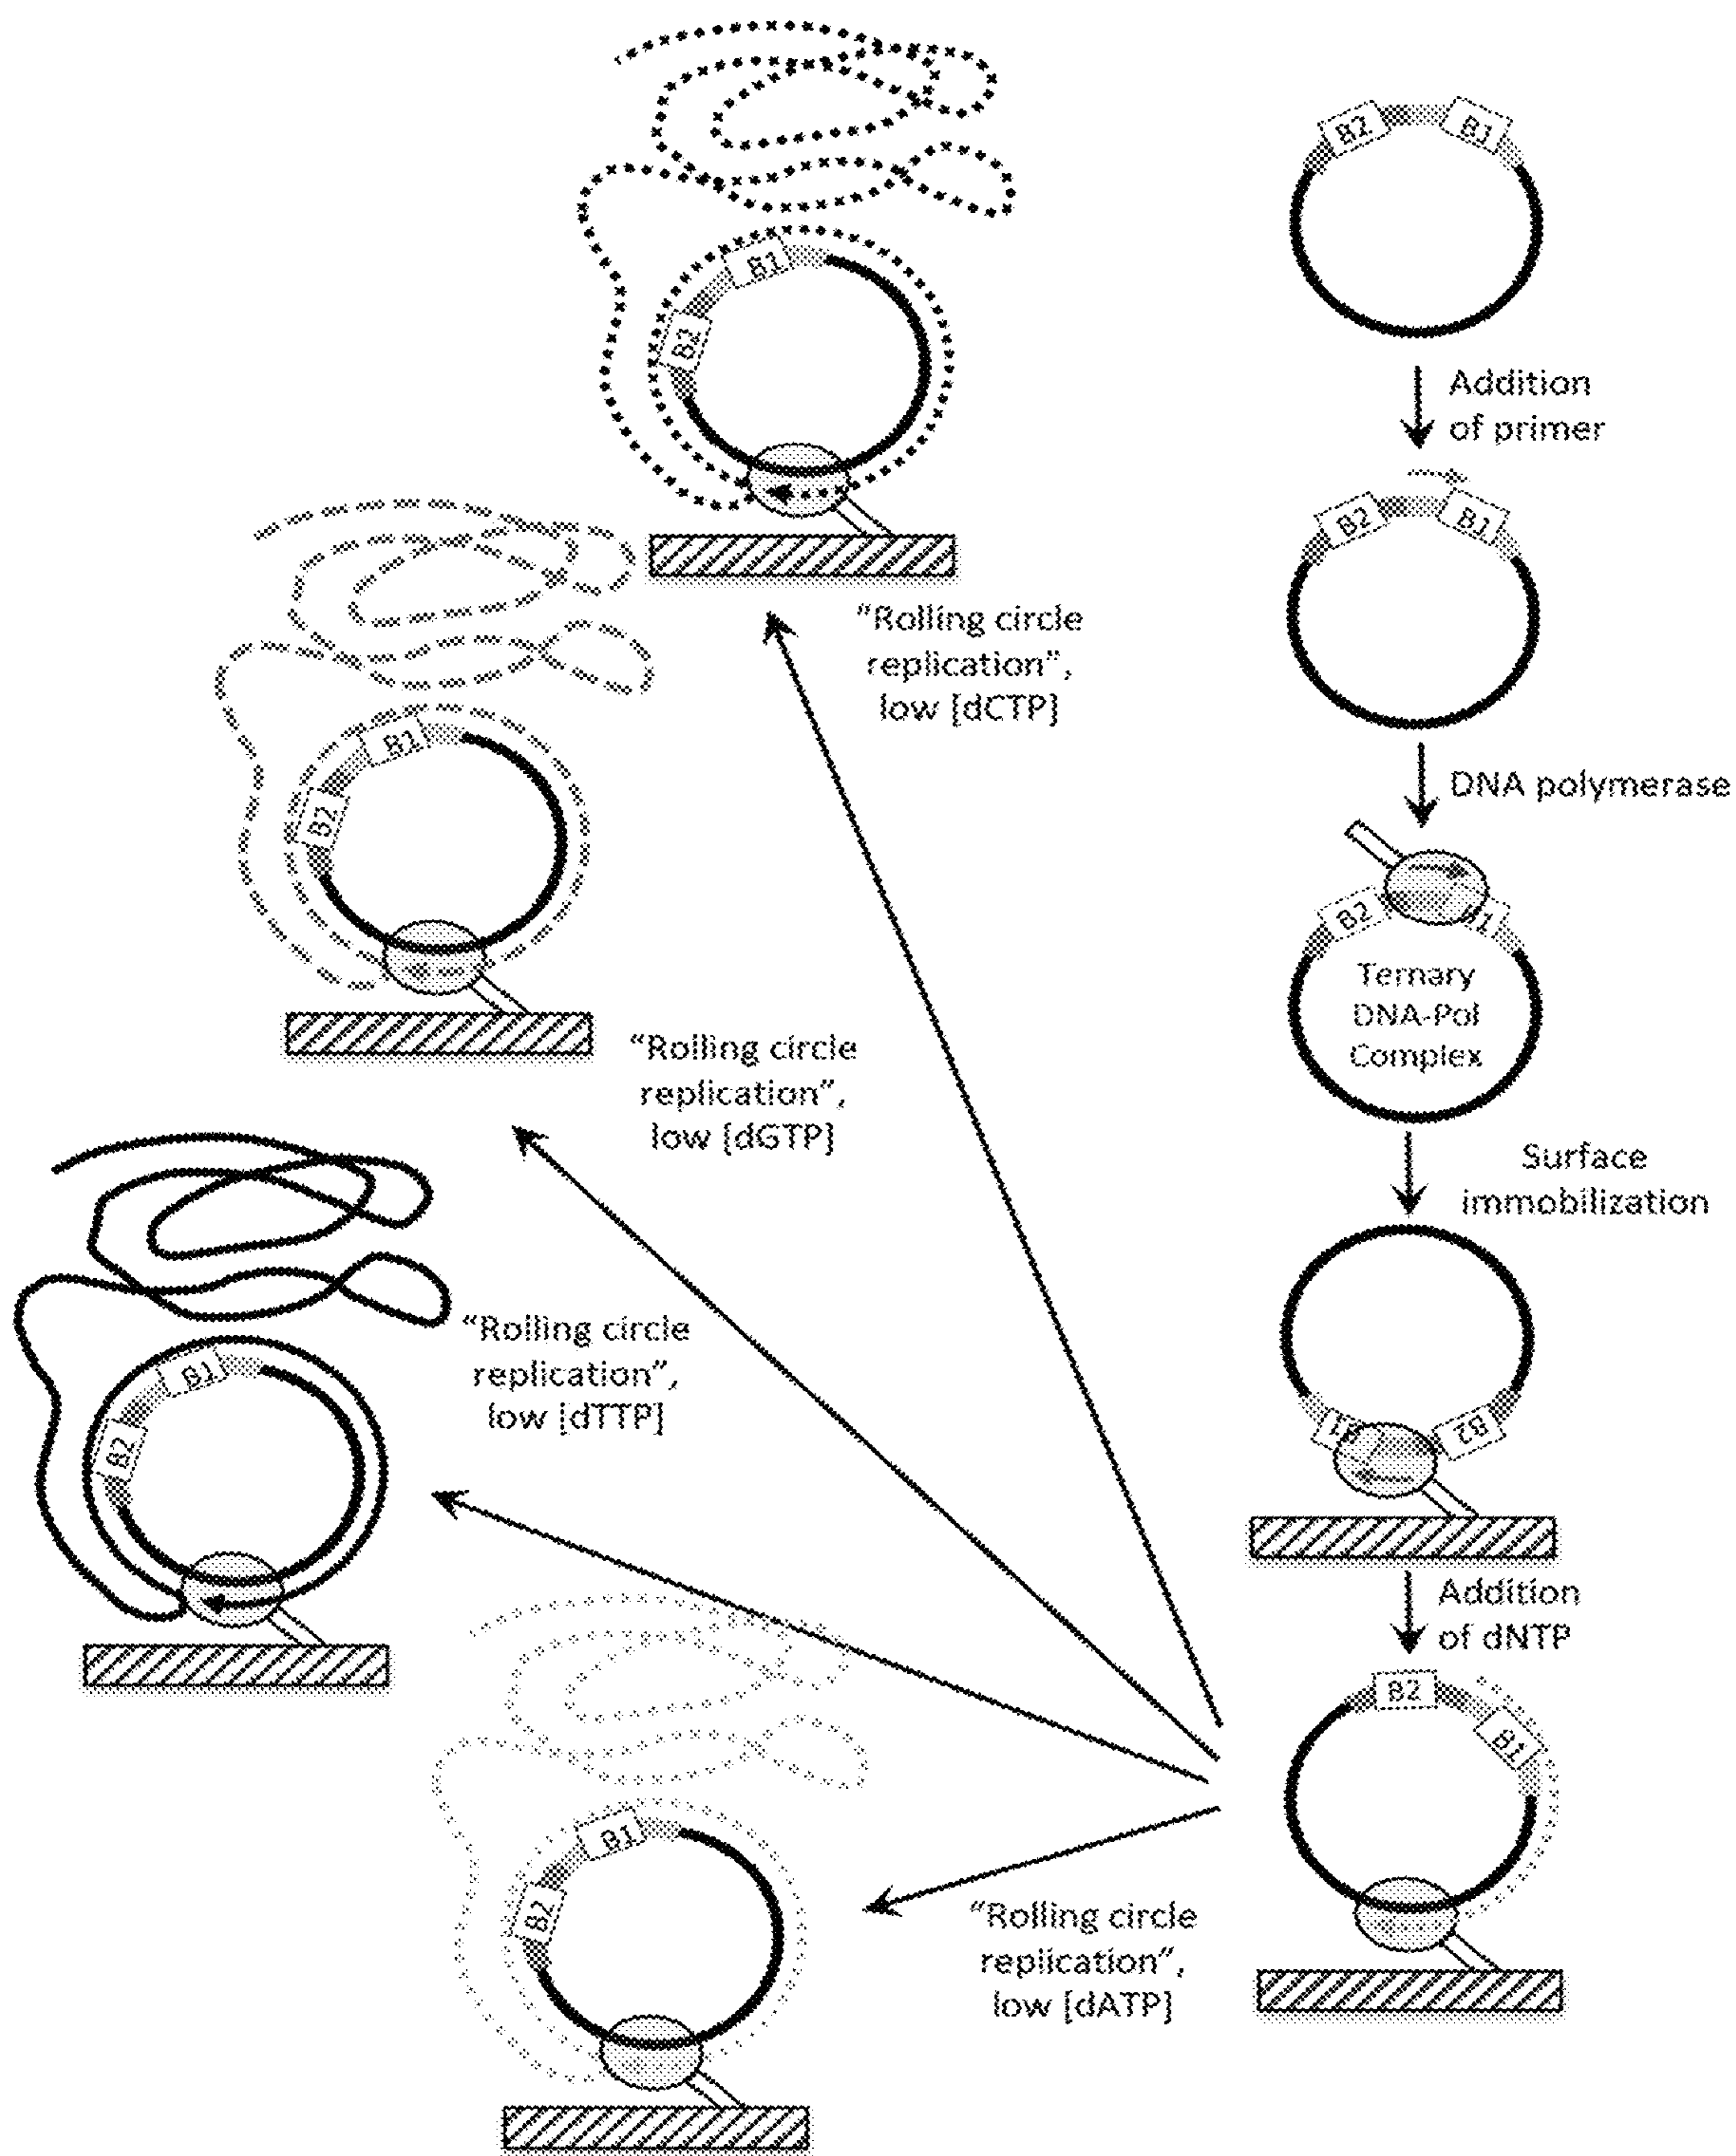 B2
B1
Addition
of primer
B2
B1
DNA polymerase
B2
B1
Ternary
DNA-Pol
Complex
Surface
immobilization
B1
B2
Addition
of dNTP
B2
B1
B1
B2
"Rolling circle
replication",
low [dCTP]
B1
B2
"Rolling circle
replication",
low [dGTP]
B1
B2
"Rolling circle
replication",
low [dTTP]
B1
B2
"Rolling circle
replication",
low [dATP]